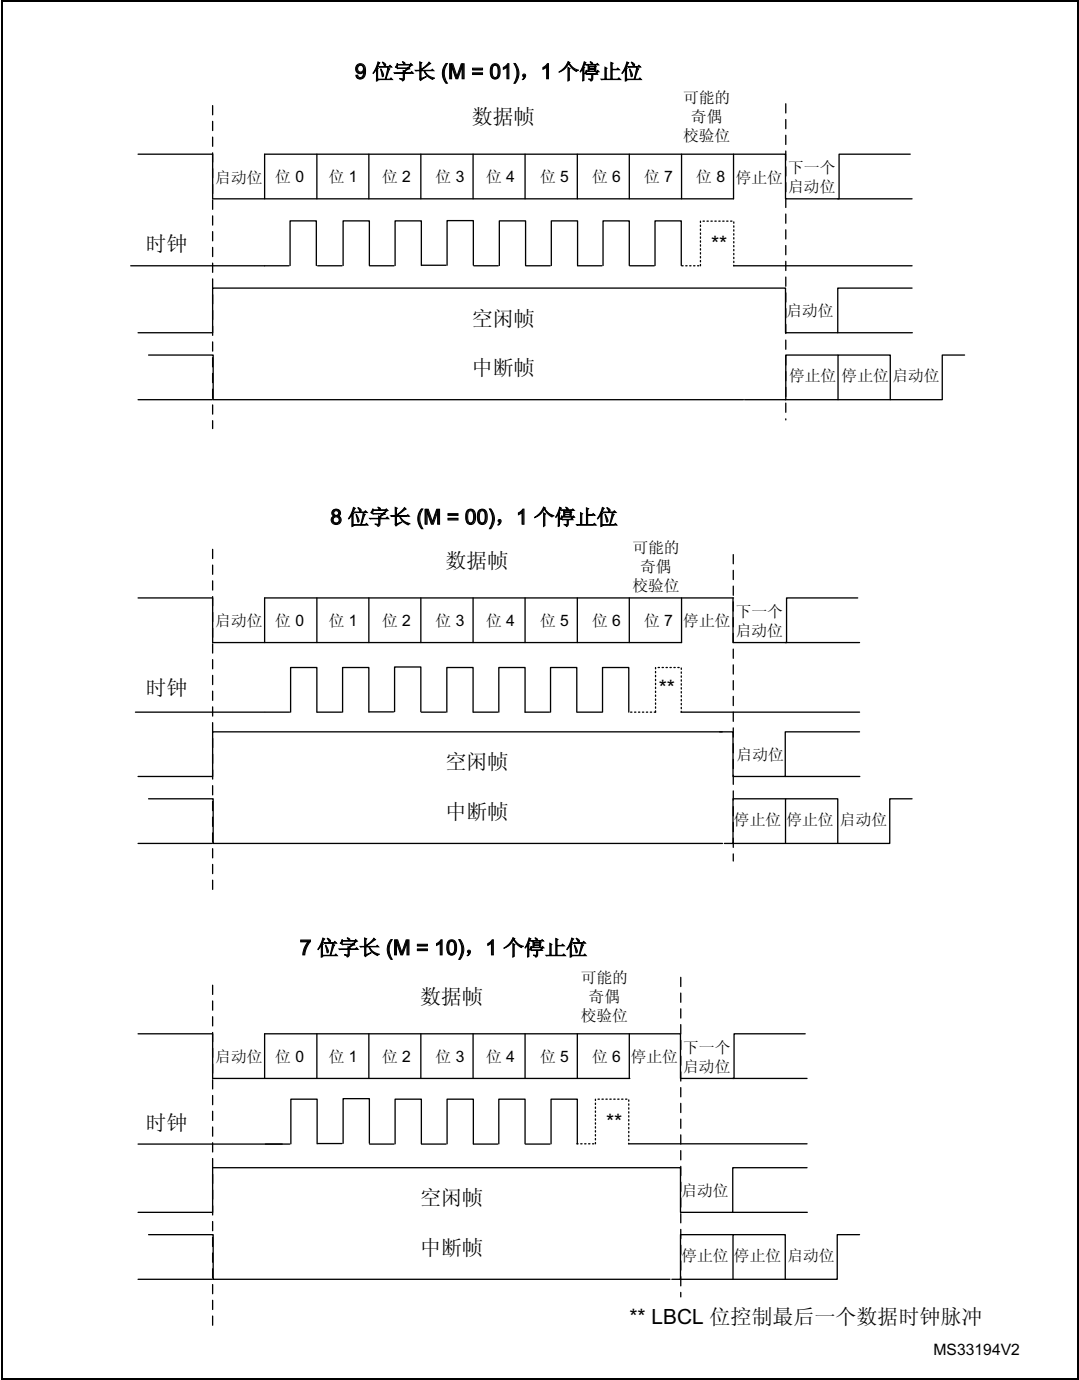 9 位字长 (M = 01)，1 个停止位
数据帧
可能的
奇偶
校验位
启动位 位 0 位 1 位 2 位 3 位 4 位 5 位 6 位 7 位 8 停止位
下一个
启动位
时钟
**
空闲帧
启动位
中断帧
停止位 停止位 启动位
8 位字长 (M = 00)，1 个停止位
数据帧
可能的
奇偶
校验位
启动位 位 0 位 1 位 2 位 3 位 4 位 5 位 6 位 7 停止位
下一个
启动位
时钟
**
空闲帧
启动位
中断帧
停止位 停止位 启动位
7 位字长 (M = 10)，1 个停止位
数据帧
可能的
奇偶
校验位
启动位 位 0 位 1 位 2 位 3 位 4 位 5 位 6 停止位
下一个
启动位
时钟
**
空闲帧
启动位
中断帧
停止位 停止位 启动位
** LBCL 位控制最后一个数据时钟脉冲
MS33194V2